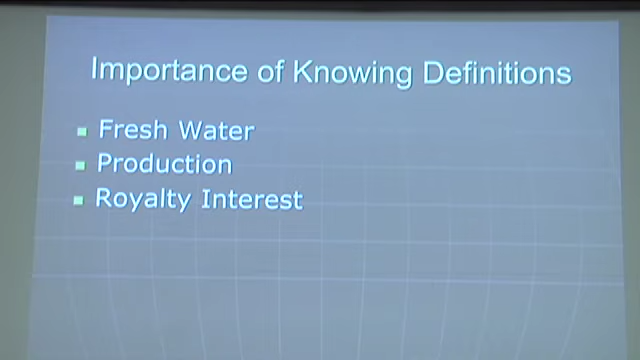 Importance of Knowing Definitions
Fresh Water
Production
Royalty Interest